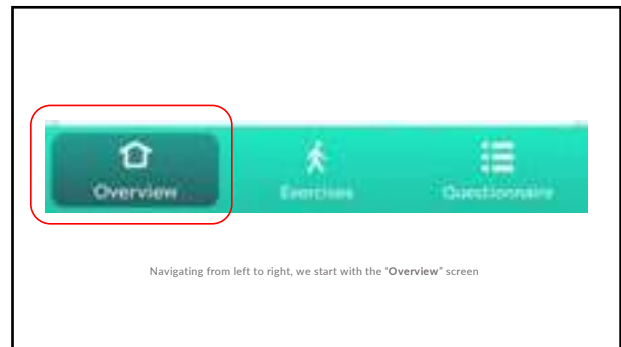 Overview
Exercises
Questionnaire
Navigating from left to right, we start with the "Overview" screen